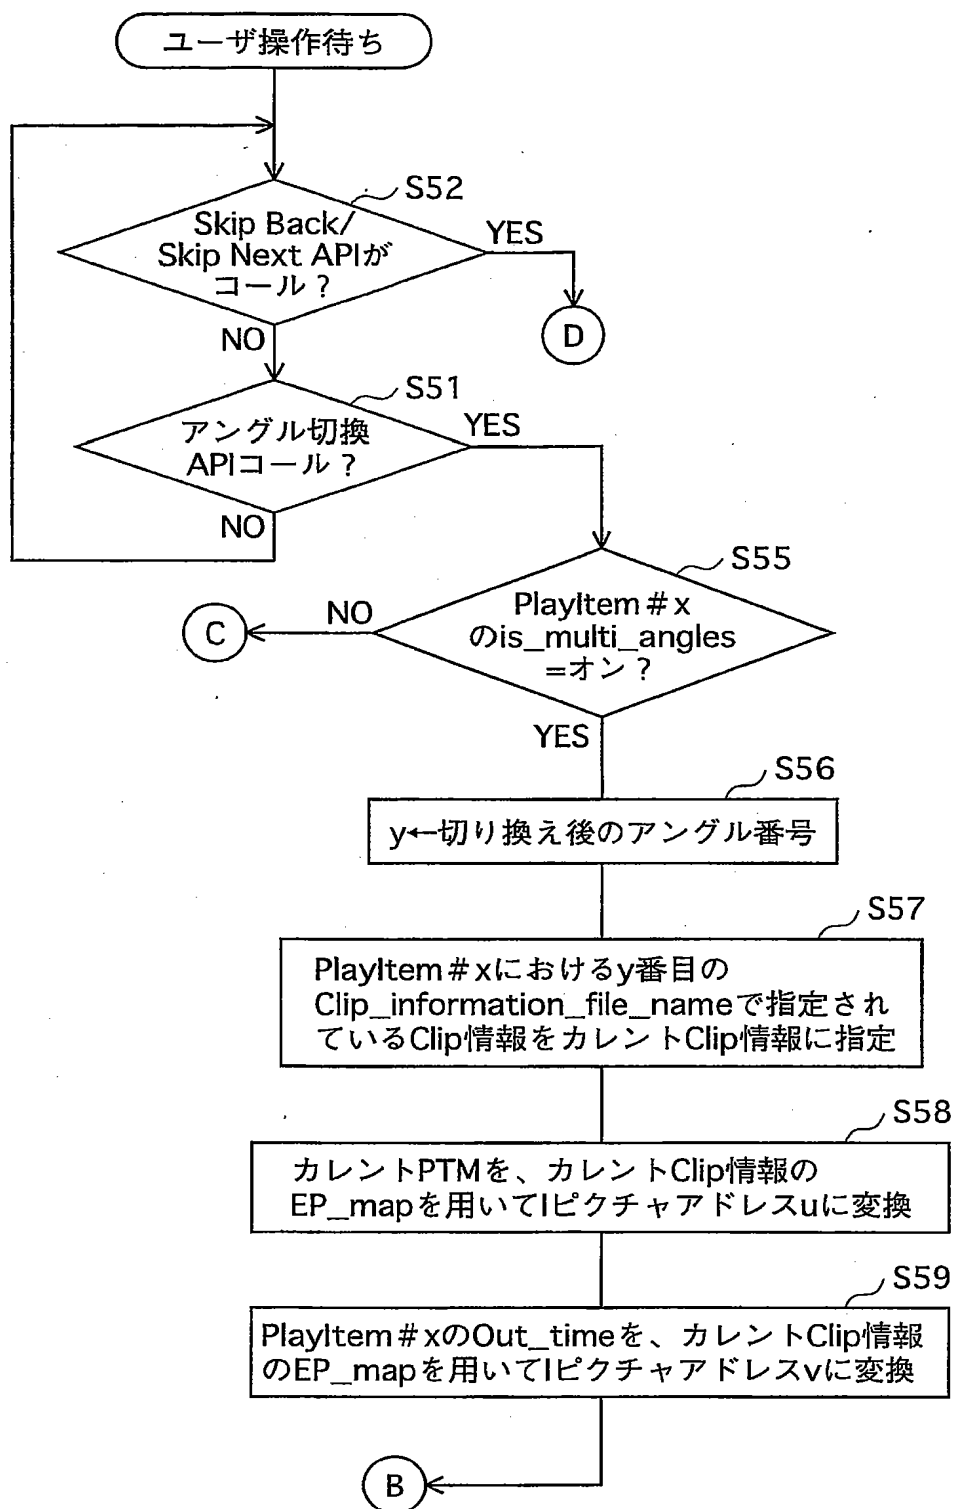 ユーザ操作待ち
S52
Skip Back/
Skip Next APIが
コール？
YES
D
NO
S51
アングル切換
APIコール？
YES
NO
S55
PlayItem＃x
のis_multi_angles
=オン？
NO
C
YES
S56
y←切り換え後のアングル番号
S57
PlayItem＃xにおけるy番目の
Clip_information_file_nameで指定され
ているClip情報をカレントClip情報に指定
S58
カレントPTMを、カレントClip情報の
EP_mapを用いてIピクチャアドレスuに変換
S59
PlayItem＃xのOut_timeを、カレントClip情報
のEP_mapを用いてIピクチャアドレスvに変換
B